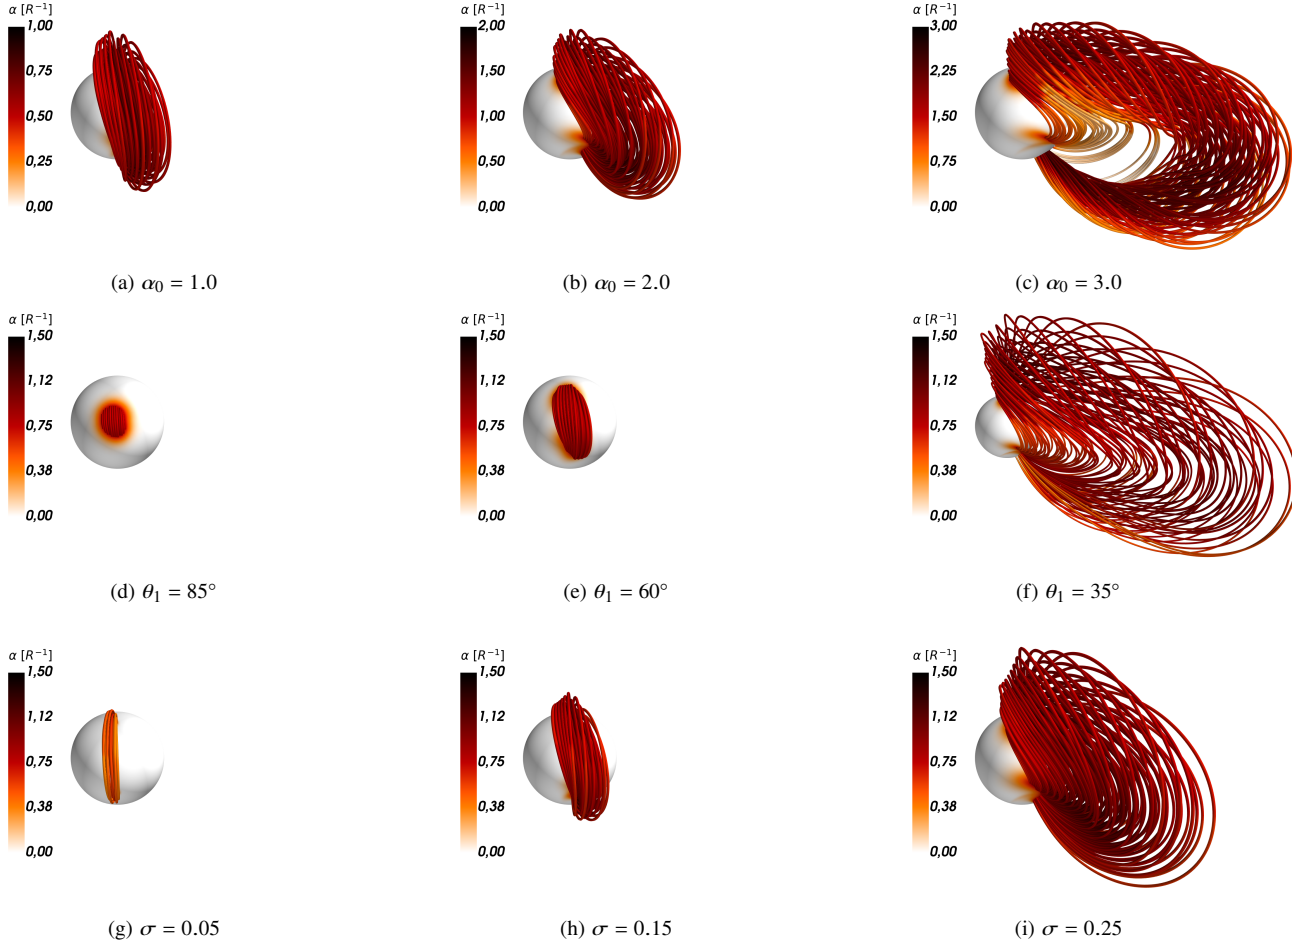 α [R⁻¹] α [R⁻¹] α [R⁻¹]
1,00 2,00 3,00
0,75 1,50 2,25
0,50 1,00 1,50
0,25 0,50 0,75
0,00 0,00 0,00
(a) α₀ = 1.0 (b) α₀ = 2.0 (c) α₀ = 3.0
α [R⁻¹] α [R⁻¹] α [R⁻¹]
1,50 1,50 1,50
1,12 1,12 1,12
0,75 0,75 0,75
0,38 0,38 0,38
0,00 0,00 0,00
(d) θ₁ = 85° (e) θ₁ = 60° (f) θ₁ = 35°
α [R⁻¹] α [R⁻¹] α [R⁻¹]
1,50 1,50 1,50
1,12 1,12 1,12
0,75 0,75 0,75
0,38 0,38 0,38
0,00 0,00 0,00
(g) σ = 0.05 (h) σ = 0.15 (i) σ = 0.25